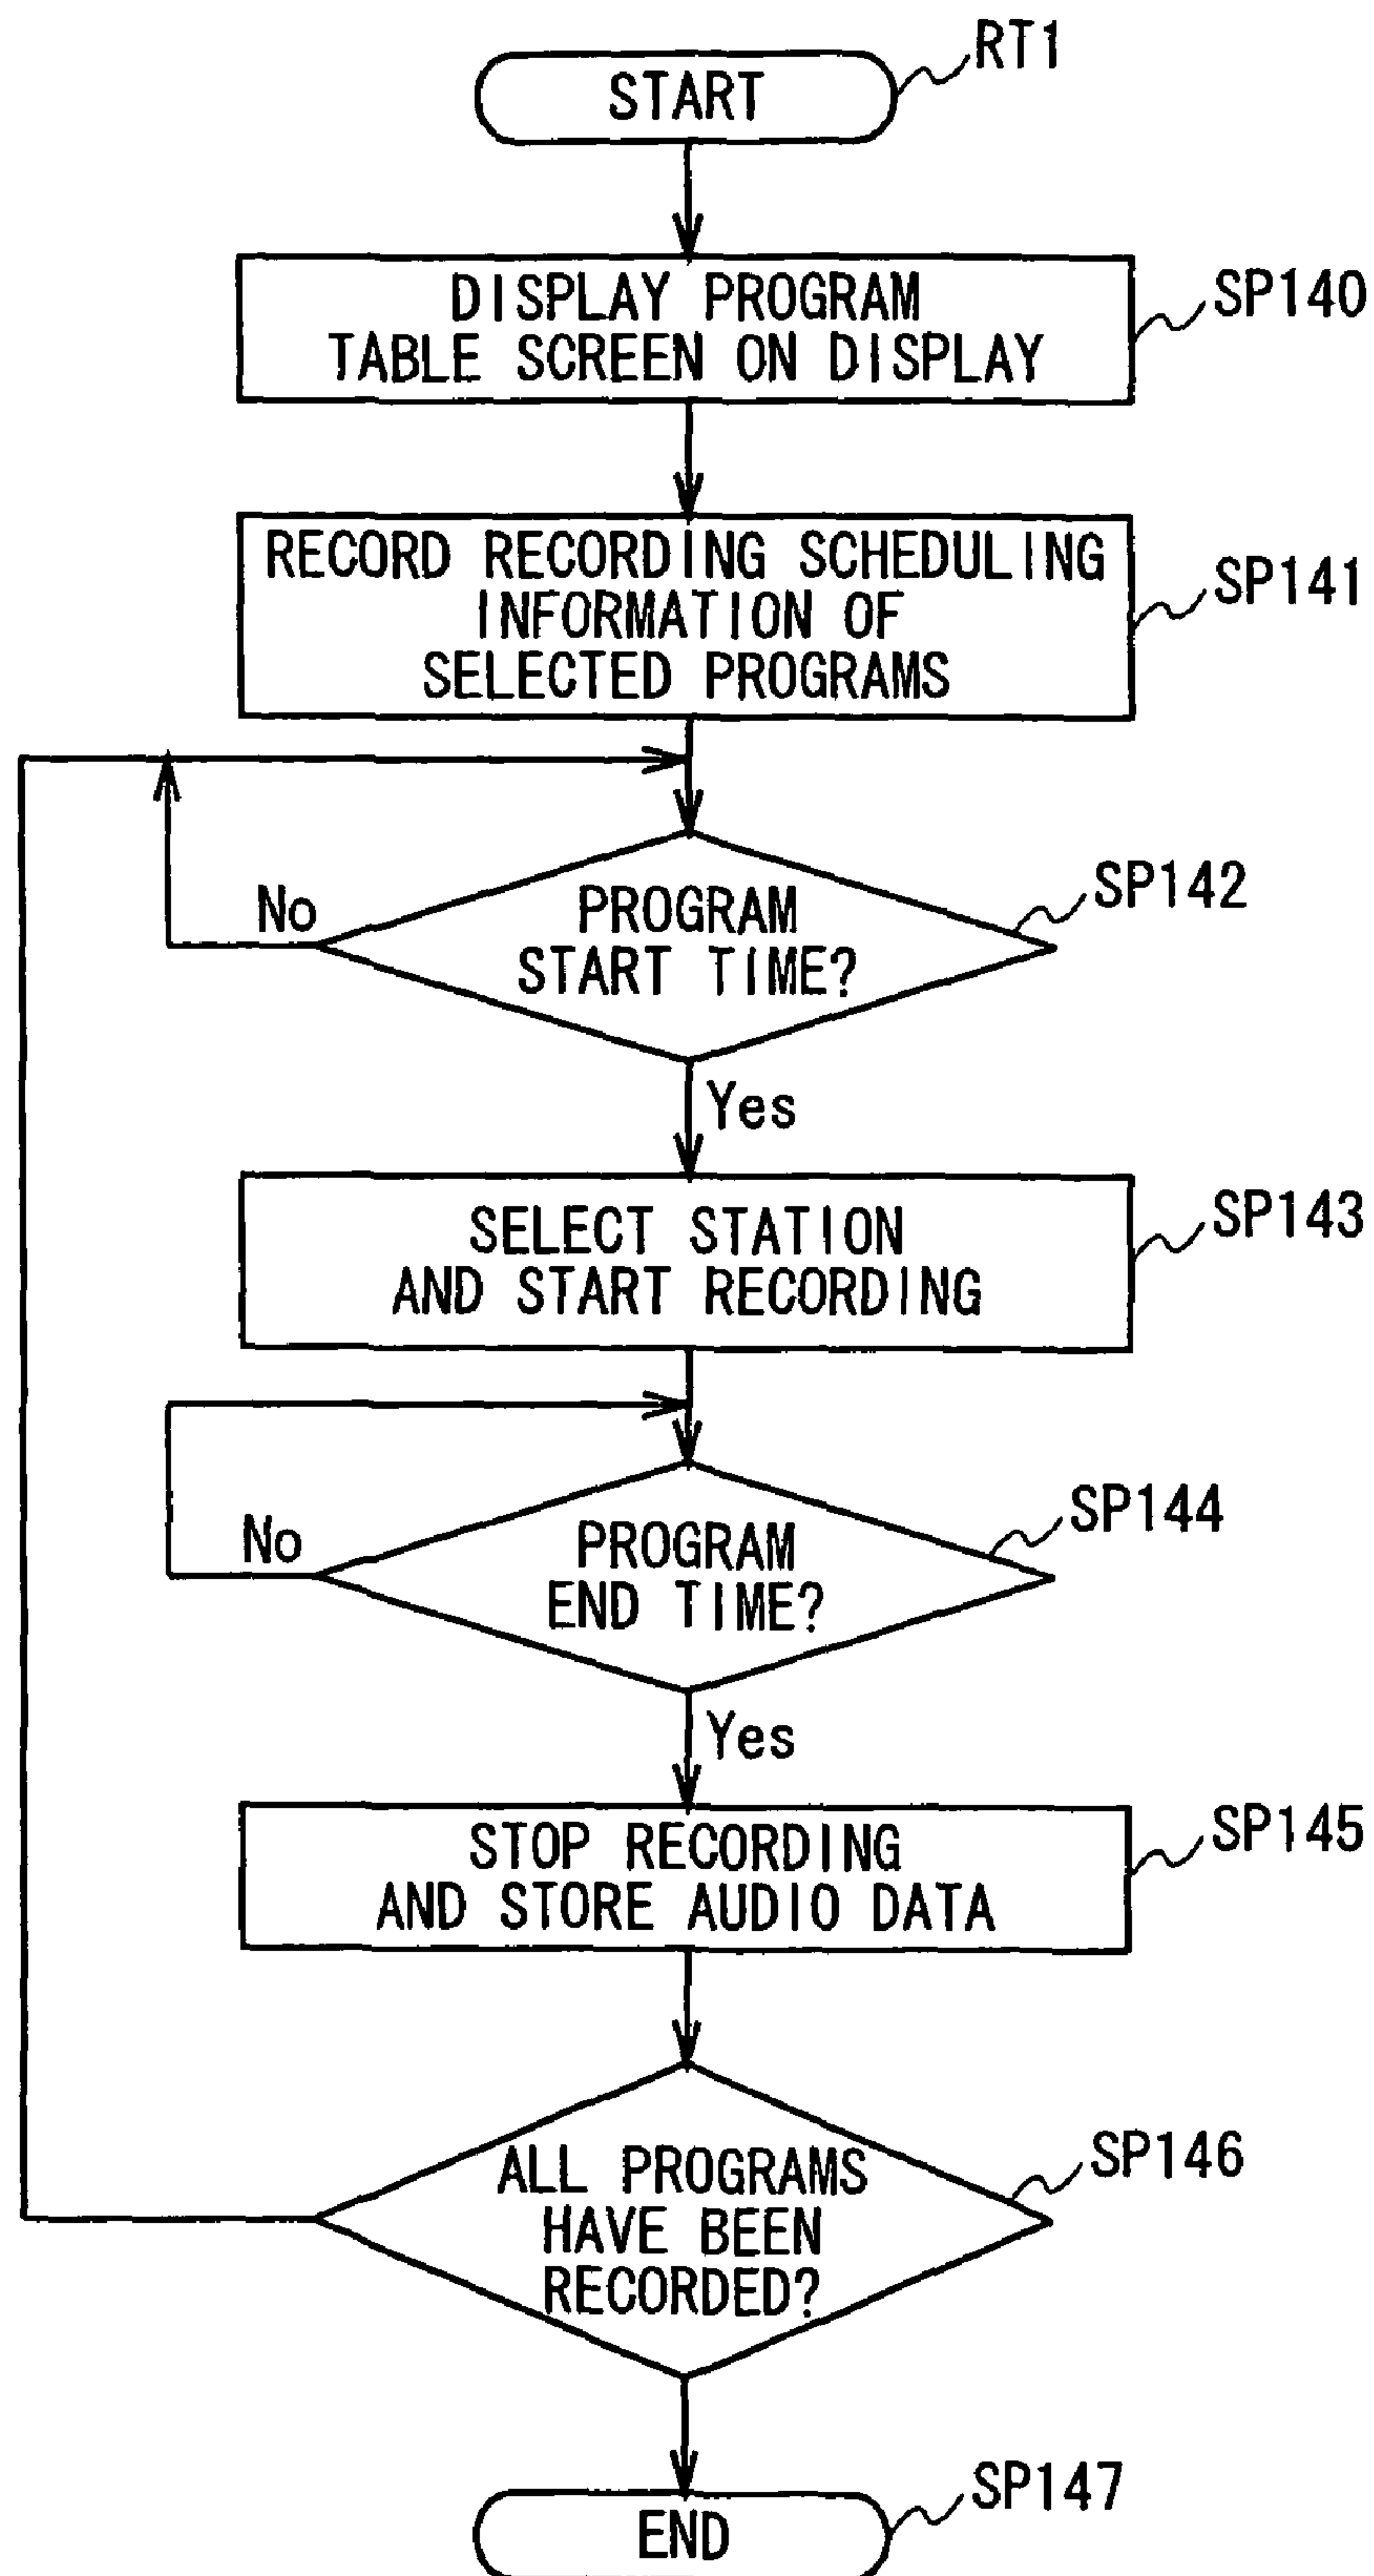 START
RT1
DISPLAY PROGRAM
TABLE SCREEN ON DISPLAY
SP140
RECORD RECORDING SCHEDULING
INFORMATION OF
SELECTED PROGRAMS
SP141
PROGRAM
START TIME?
SP142
No
Yes
SELECT STATION
AND START RECORDING
SP143
PROGRAM
END TIME?
SP144
No
Yes
STOP RECORDING
AND STORE AUDIO DATA
SP145
ALL PROGRAMS
HAVE BEEN
RECORDED?
SP146
END
SP147